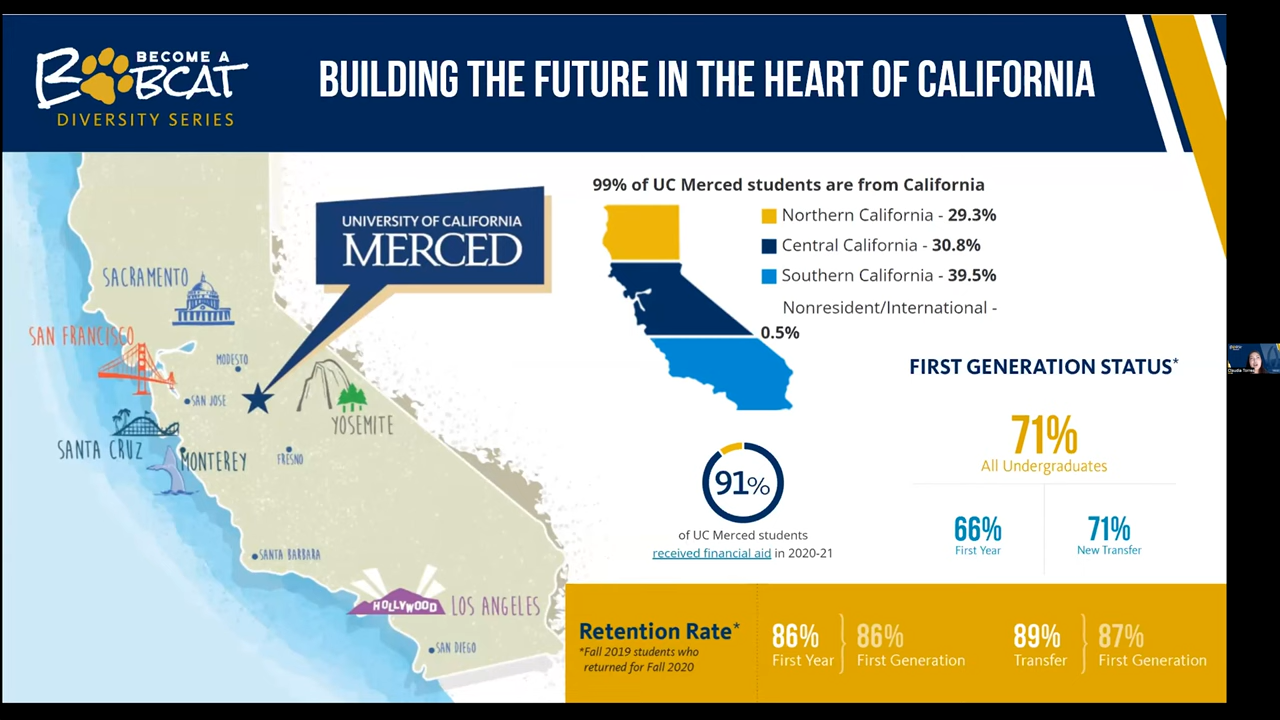 BECOME A
BOBCAT
DIVERSITY SERIES
BUILDING THE FUTURE IN THE HEART OF CALIFORNIA
UNIVERSITY OF CALIFORNIA
MERCED
SACRAMENTO
SAN FRANCISCO
MODESTO
SAN JOSE
YOSEMITE
SANTA CRUZ
MONTEREY
FRESNO
SANTA BARBARA
HOLLYWOOD
LOS ANGELES
SAN DIEGO
99% of UC Merced students are from California
Northern California - 29.3%
Central California - 30.8%
Southern California - 39.5%
Nonresident/International -
0.5%
91%
of UC Merced students
received financial aid in 2020-21
FIRST GENERATION STATUS*
71%
All Undergraduates
66%
First Year
71%
New Transfer
Retention Rate*
*Fall 2019 students who
returned for Fall 2020
86%
First Year
86%
First Generation
89%
Transfer
87%
First Generation